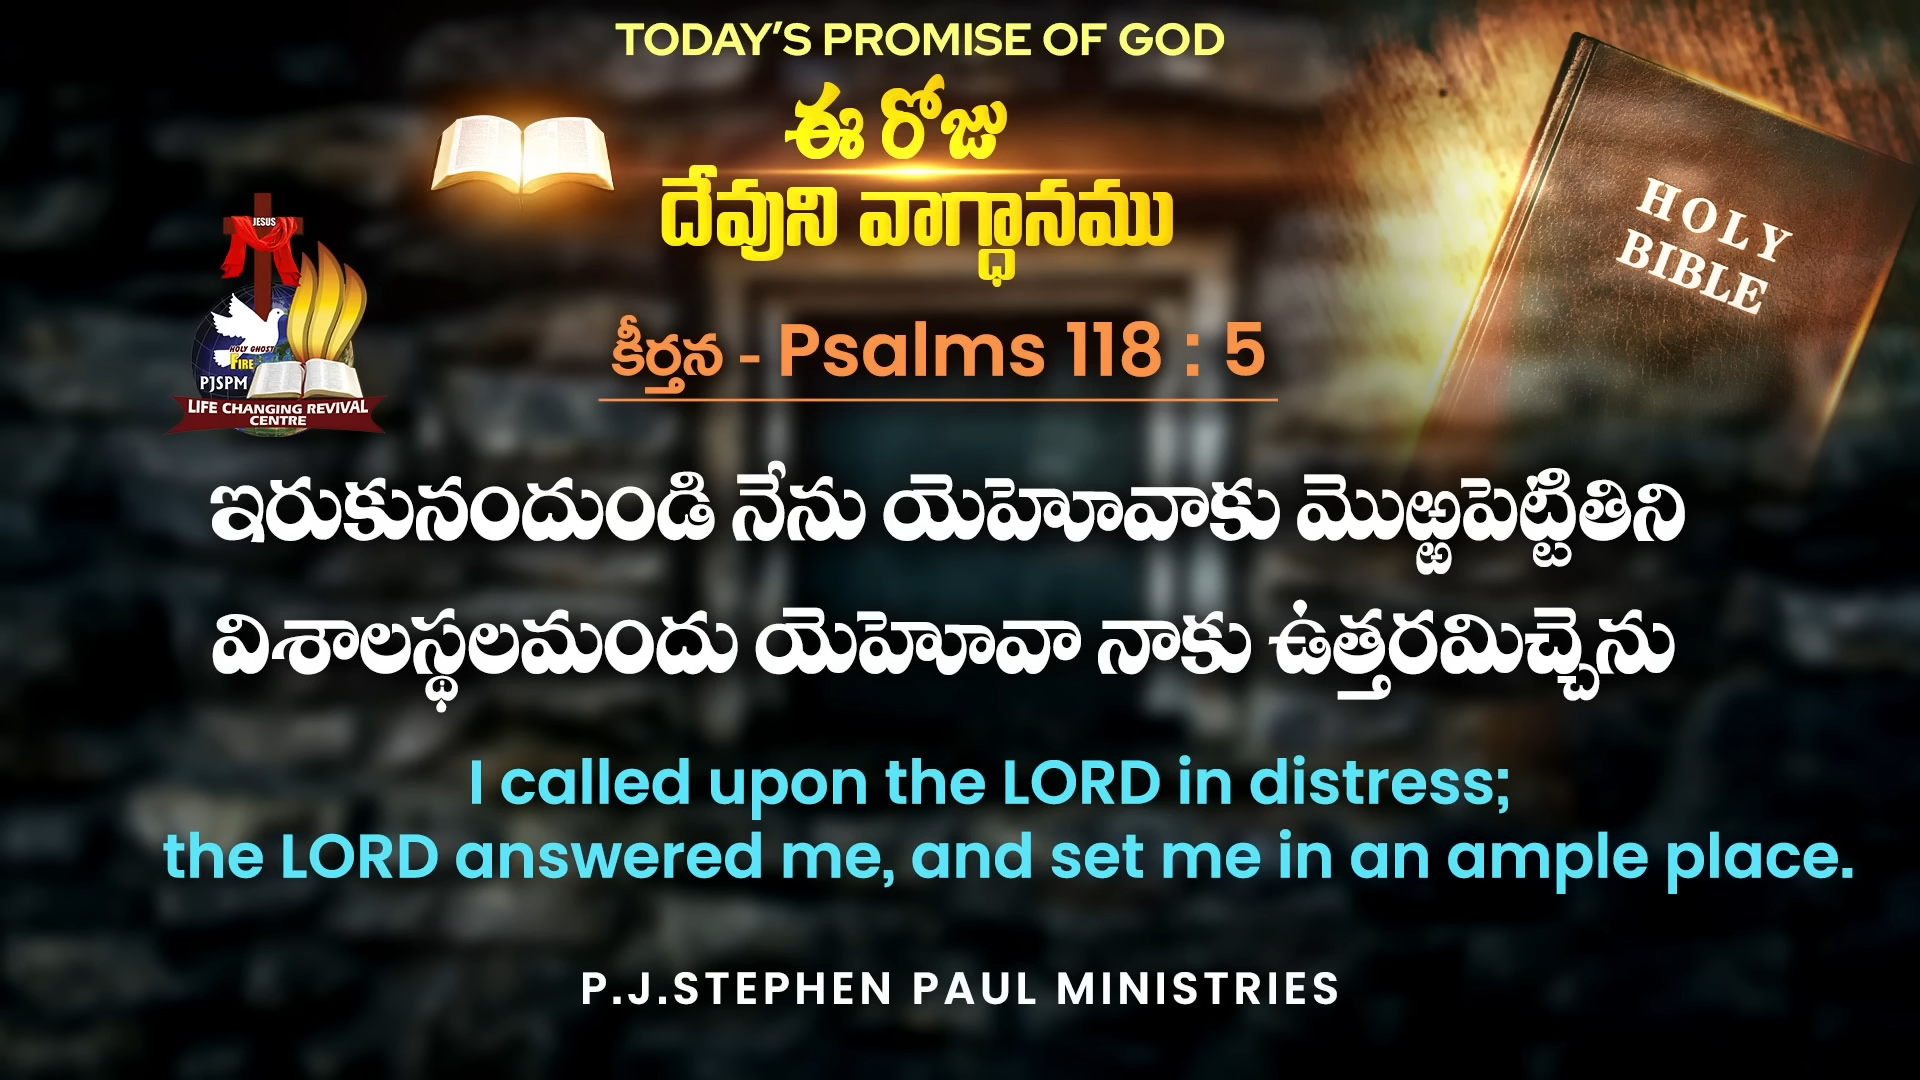 TODAY'S PROMISE OF GOD
ఈ రోజు
దేవుని వాగ్ధానము
HOLY
BIBLE
JESUS
HOLY GHOST
FIRE
PJSPM
LIFE CHANGING REVIVAL
CENTRE
కీర్తన - Psalms 118 : 5
ఇరుకునందుండి నేను యెహోవాకు మొఱ్ఱపెట్టితిని
విశాలస్థలమందు యెహోవా నాకు ఉత్తరమిచ్చెను
I called upon the LORD in distress;
the LORD answered me, and set me in an ample place.
P.J.STEPHEN PAUL MINISTRIES